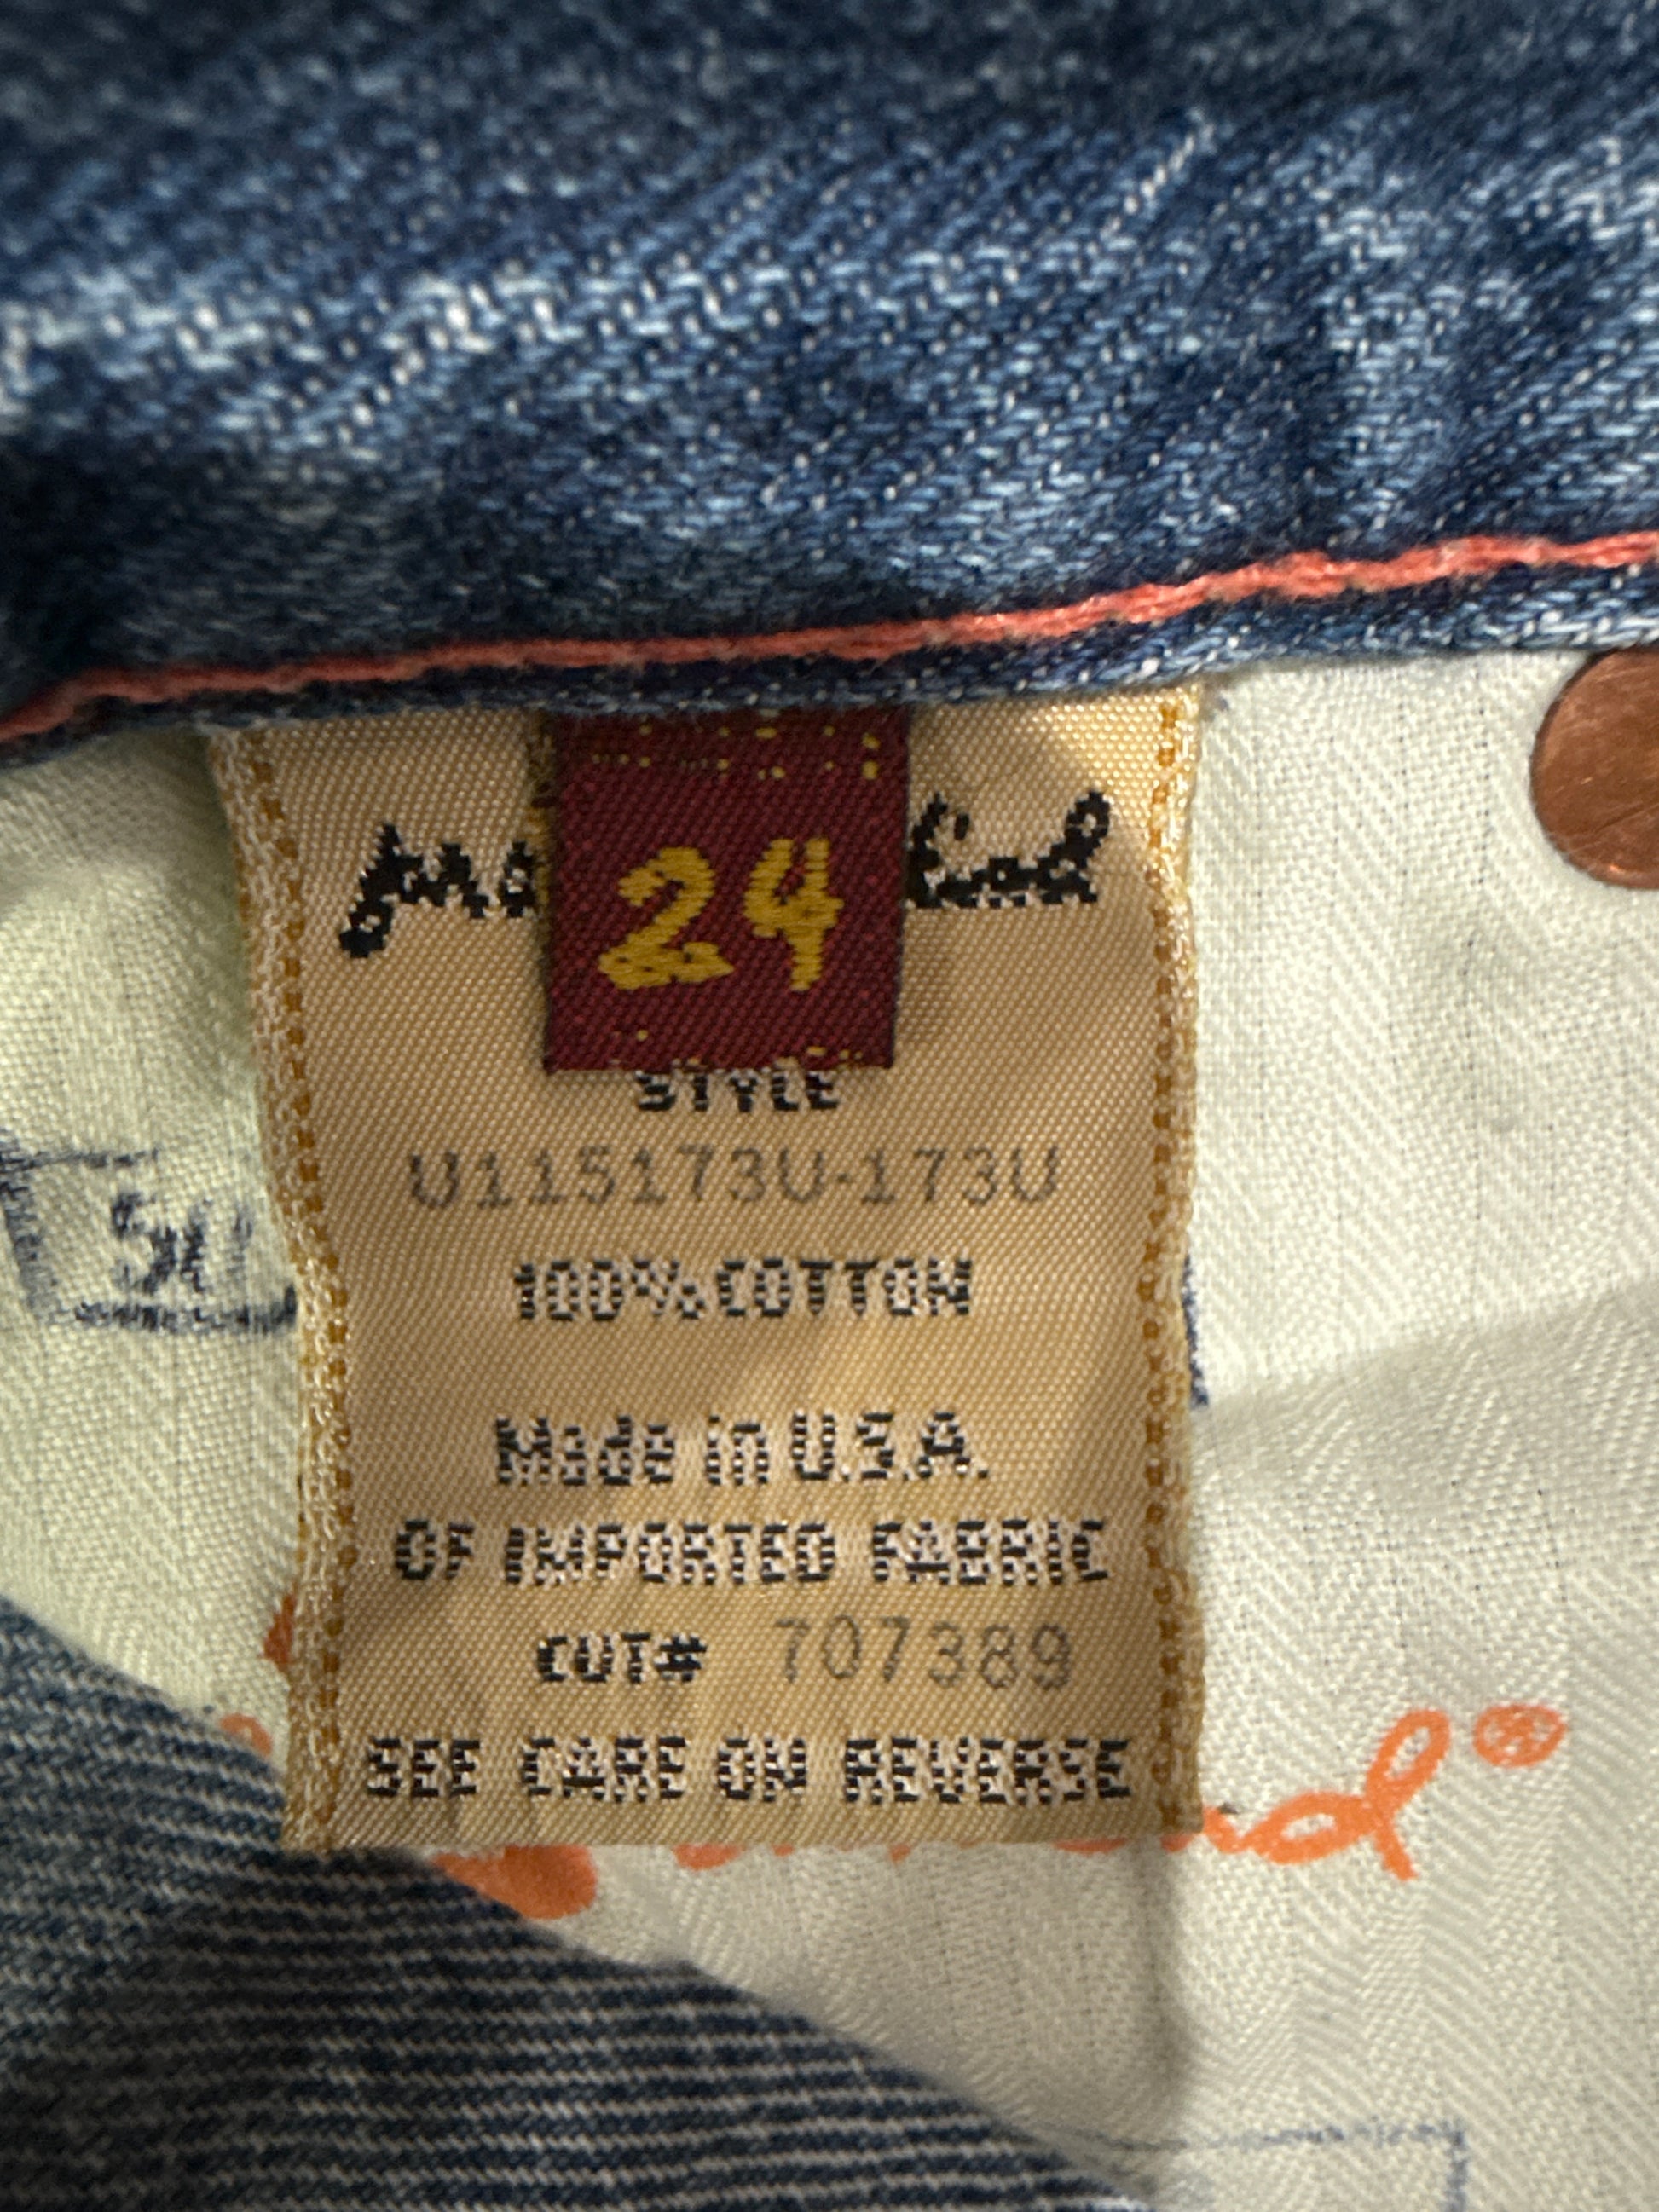 24
STYLE
U115173U-173U
100% COTTON
Made in U.S.A.
OF IMPORTED FABRIC
CUT# 707389
SEE CARE ON REVERSE